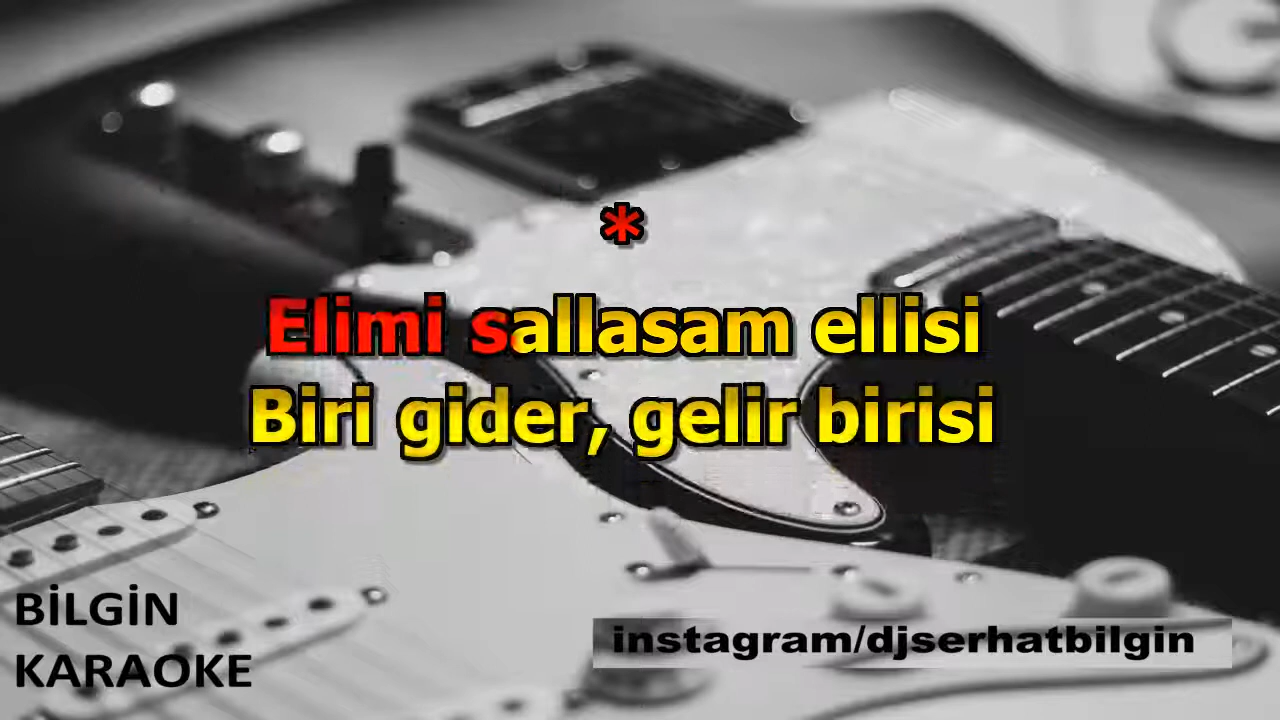 *
Elimi sallasam ellisi
Biri gider, gelir birisi
BİLGİN
KARAOKE
instagram/djserhatbilgin